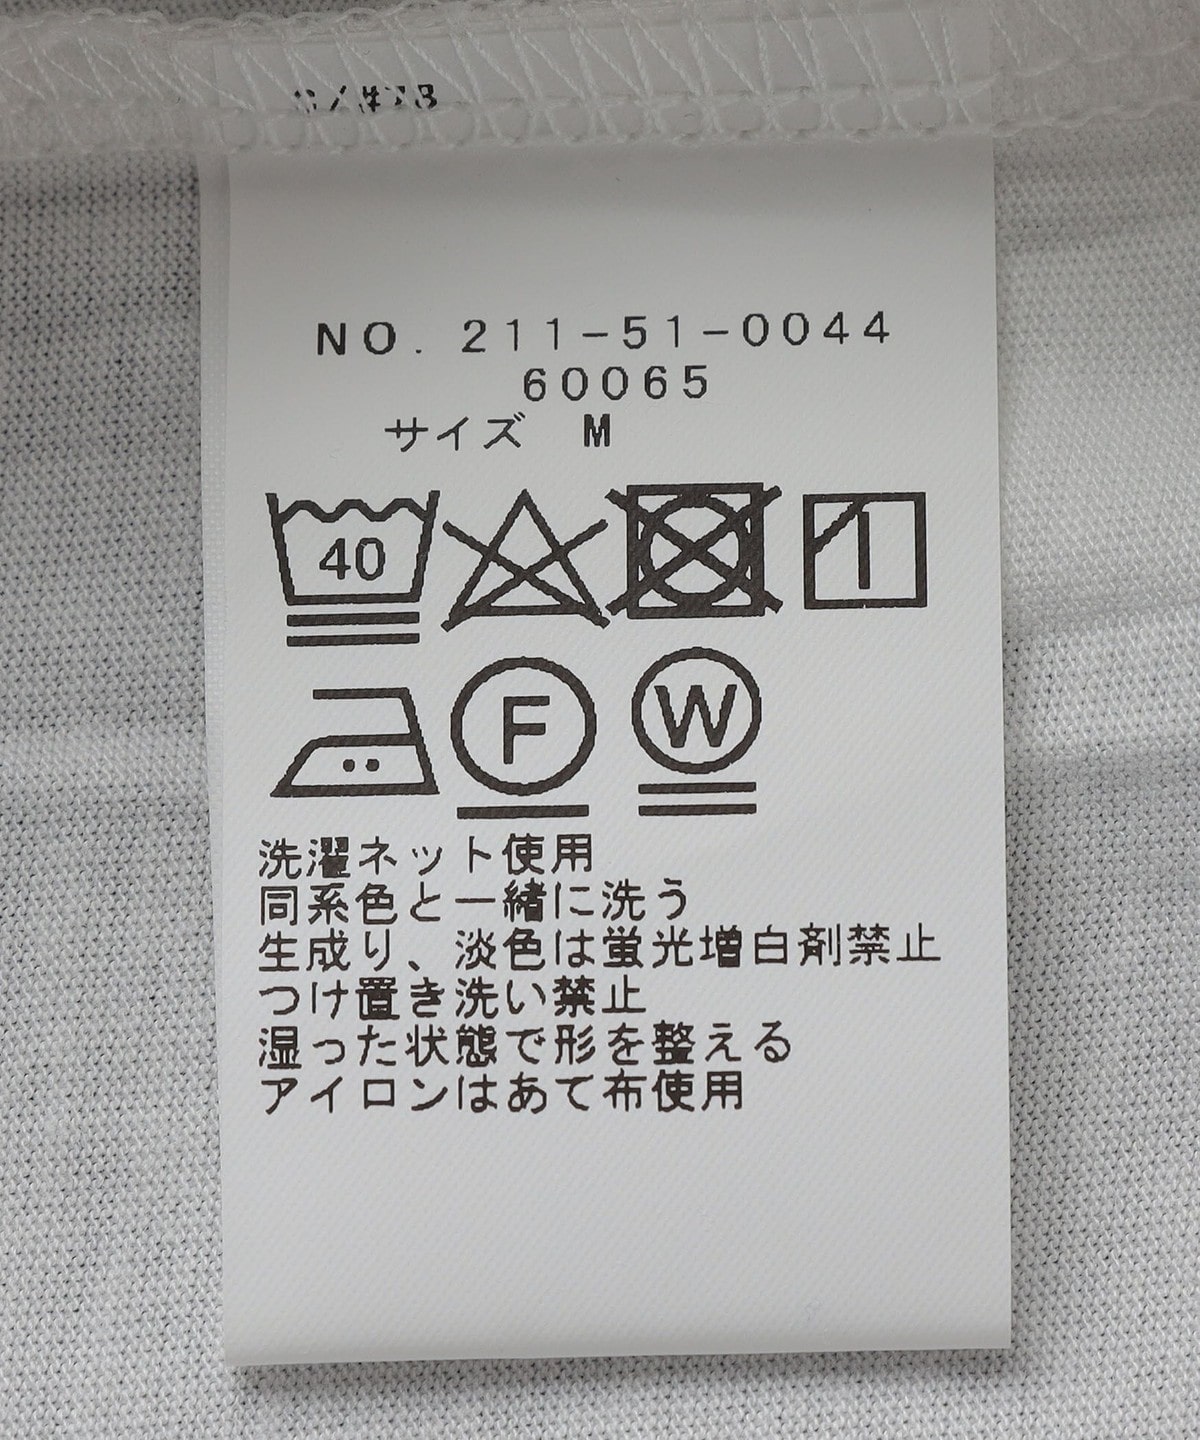 NO. 211-51-0044
60065
サイズ M
40
F
W
洗濯ネット使用
同系色と一緒に洗う
生成り、淡色は蛍光増白剤禁止
つけ置き洗い禁止
湿った状態で形を整える
アイロンはあて布使用